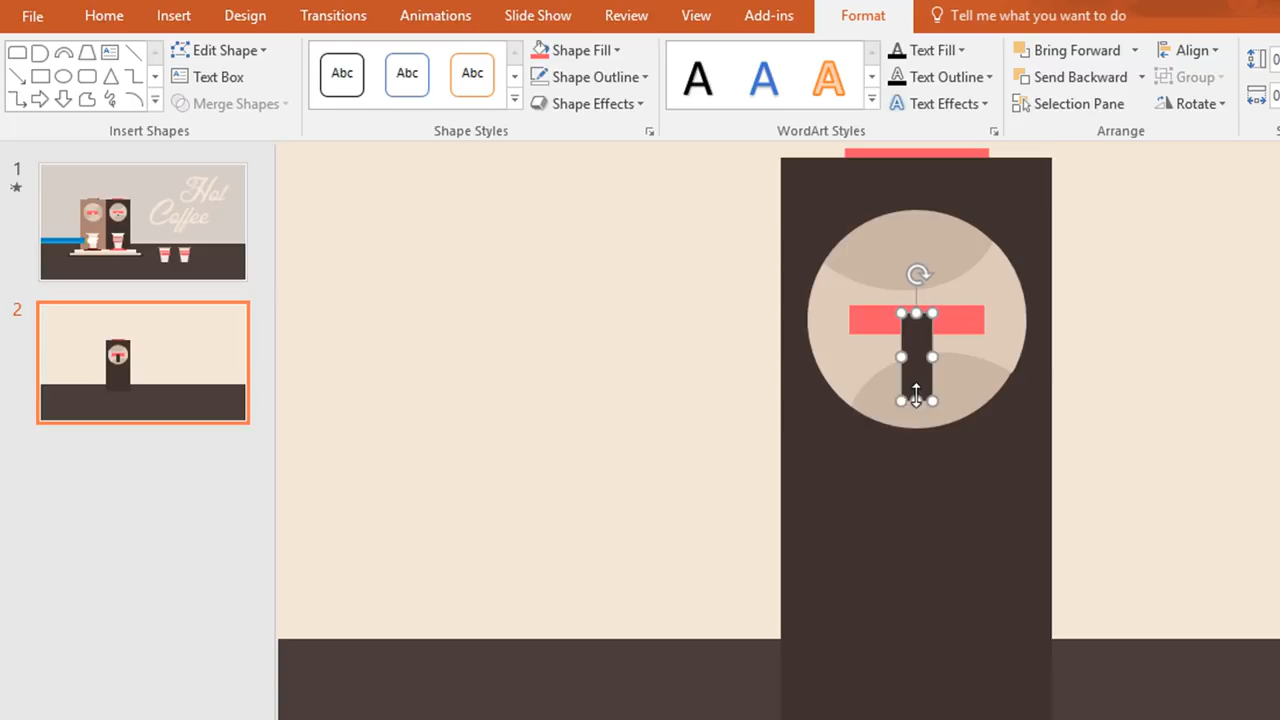 File Home Insert Design Transitions Animations Slide Show Review View Add-ins Format Tell me what you want to do
Edit Shape Abc Abc Abc Shape Fill A A A Text Fill Bring Forward Align 0
Text Box Shape Outline Text Outline Send Backward Group
Merge Shapes Shape Effects Text Effects Selection Pane Rotate 0
Insert Shapes Shape Styles WordArt Styles Arrange S
1
Hot
Coffee
2